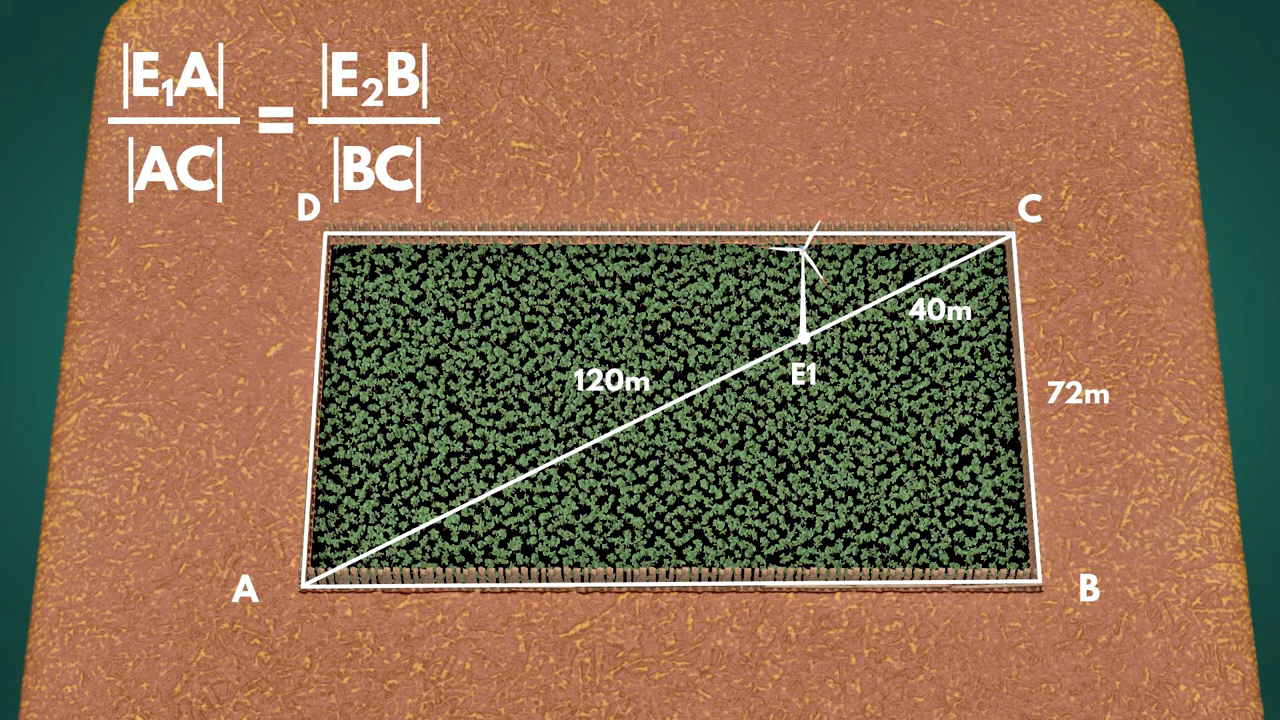 |E₁A| / |AC| = |E₂B| / |BC|
D
C
40m
E1
120m
72m
A
B